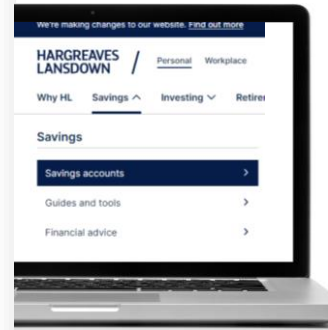 We're making changes to our website. Find out more
HARGREAVES
LANSDOWN
Personal Workplace
Why HL Savings Investing
Savings
Savings accounts
Guides and tools
Financial advice